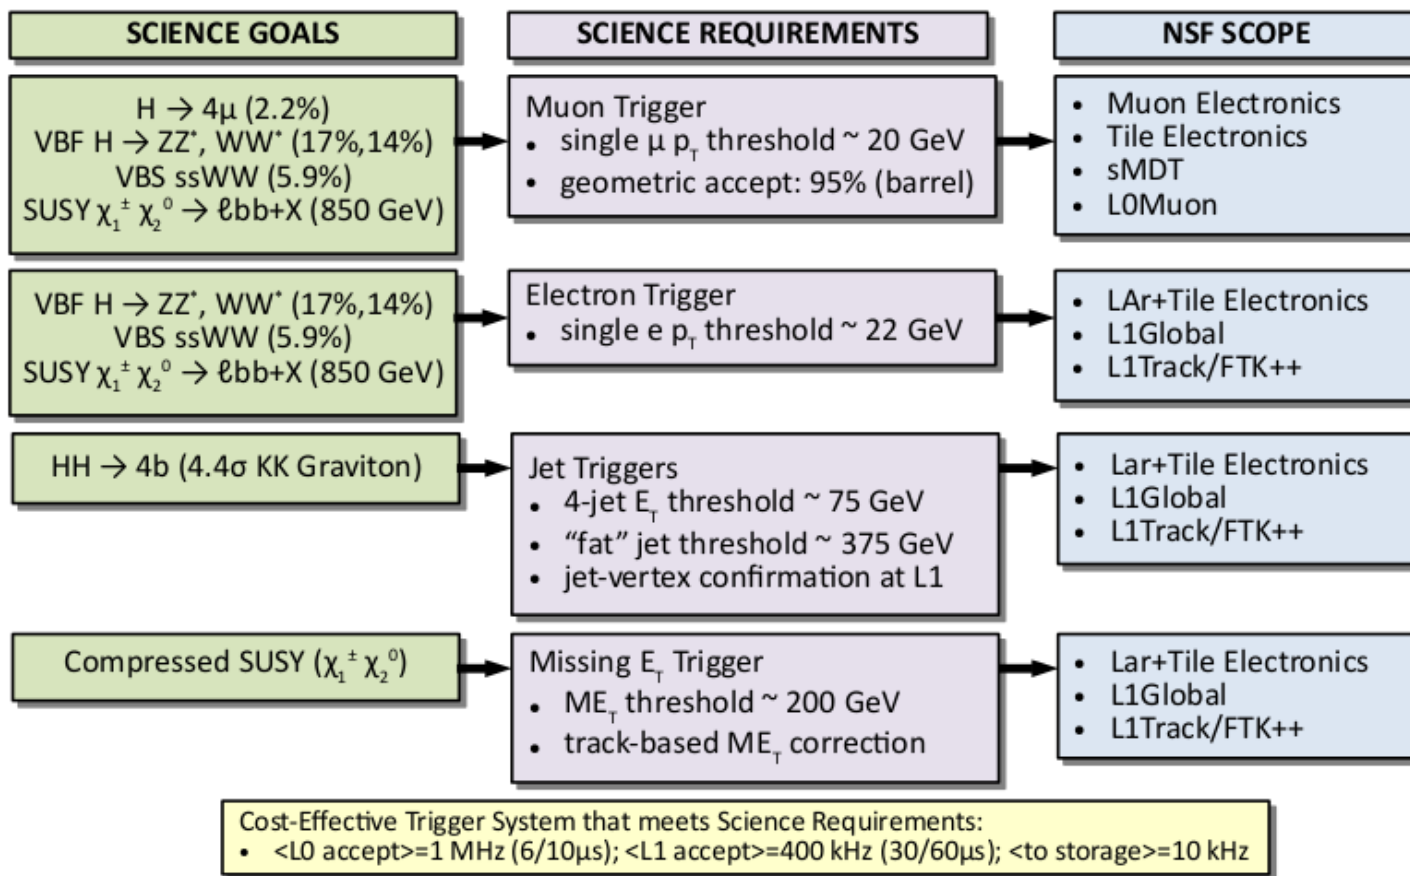 SCIENCE GOALS
SCIENCE REQUIREMENTS
NSF SCOPE
H → 4μ (2.2%)
VBF H → ZZ*, WW* (17%,14%)
VBS ssWW (5.9%)
SUSY χ₁± χ₂⁰ → ℓbb+X (850 GeV)
Muon Trigger
• single μ p_T threshold ~ 20 GeV
• geometric accept: 95% (barrel)
• Muon Electronics
• Tile Electronics
• sMDT
• L0Muon
VBF H → ZZ*, WW* (17%,14%)
VBS ssWW (5.9%)
SUSY χ₁± χ₂⁰ → ℓbb+X (850 GeV)
Electron Trigger
• single e p_T threshold ~ 22 GeV
• LAr+Tile Electronics
• L1Global
• L1Track/FTK++
HH → 4b (4.4σ KK Graviton)
Jet Triggers
• 4-jet E_T threshold ~ 75 GeV
• “fat” jet threshold ~ 375 GeV
• jet-vertex confirmation at L1
• Lar+Tile Electronics
• L1Global
• L1Track/FTK++
Compressed SUSY (χ₁± χ₂⁰)
Missing E_T Trigger
• ME_T threshold ~ 200 GeV
• track-based ME_T correction
• Lar+Tile Electronics
• L1Global
• L1Track/FTK++
Cost-Effective Trigger System that meets Science Requirements:
• <L0 accept>=1 MHz (6/10μs); <L1 accept>=400 kHz (30/60μs); <to storage>=10 kHz